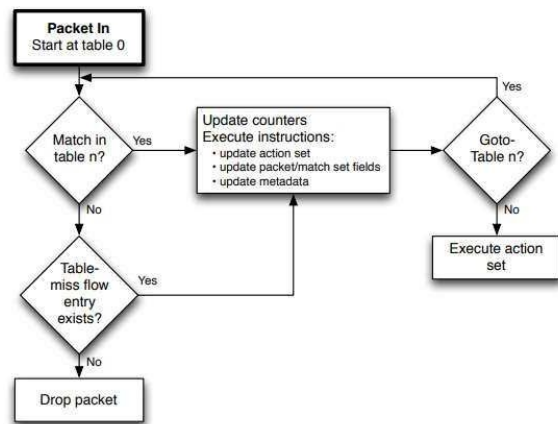 Packet In
Start at table 0
Yes
Match in
table n?
Yes
Update counters
Execute instructions:
• update action set
• update packet/match set fields
• update metadata
Goto-
Table n?
No
No
Execute action
set
Table-
miss flow
entry
exists?
Yes
No
Drop packet